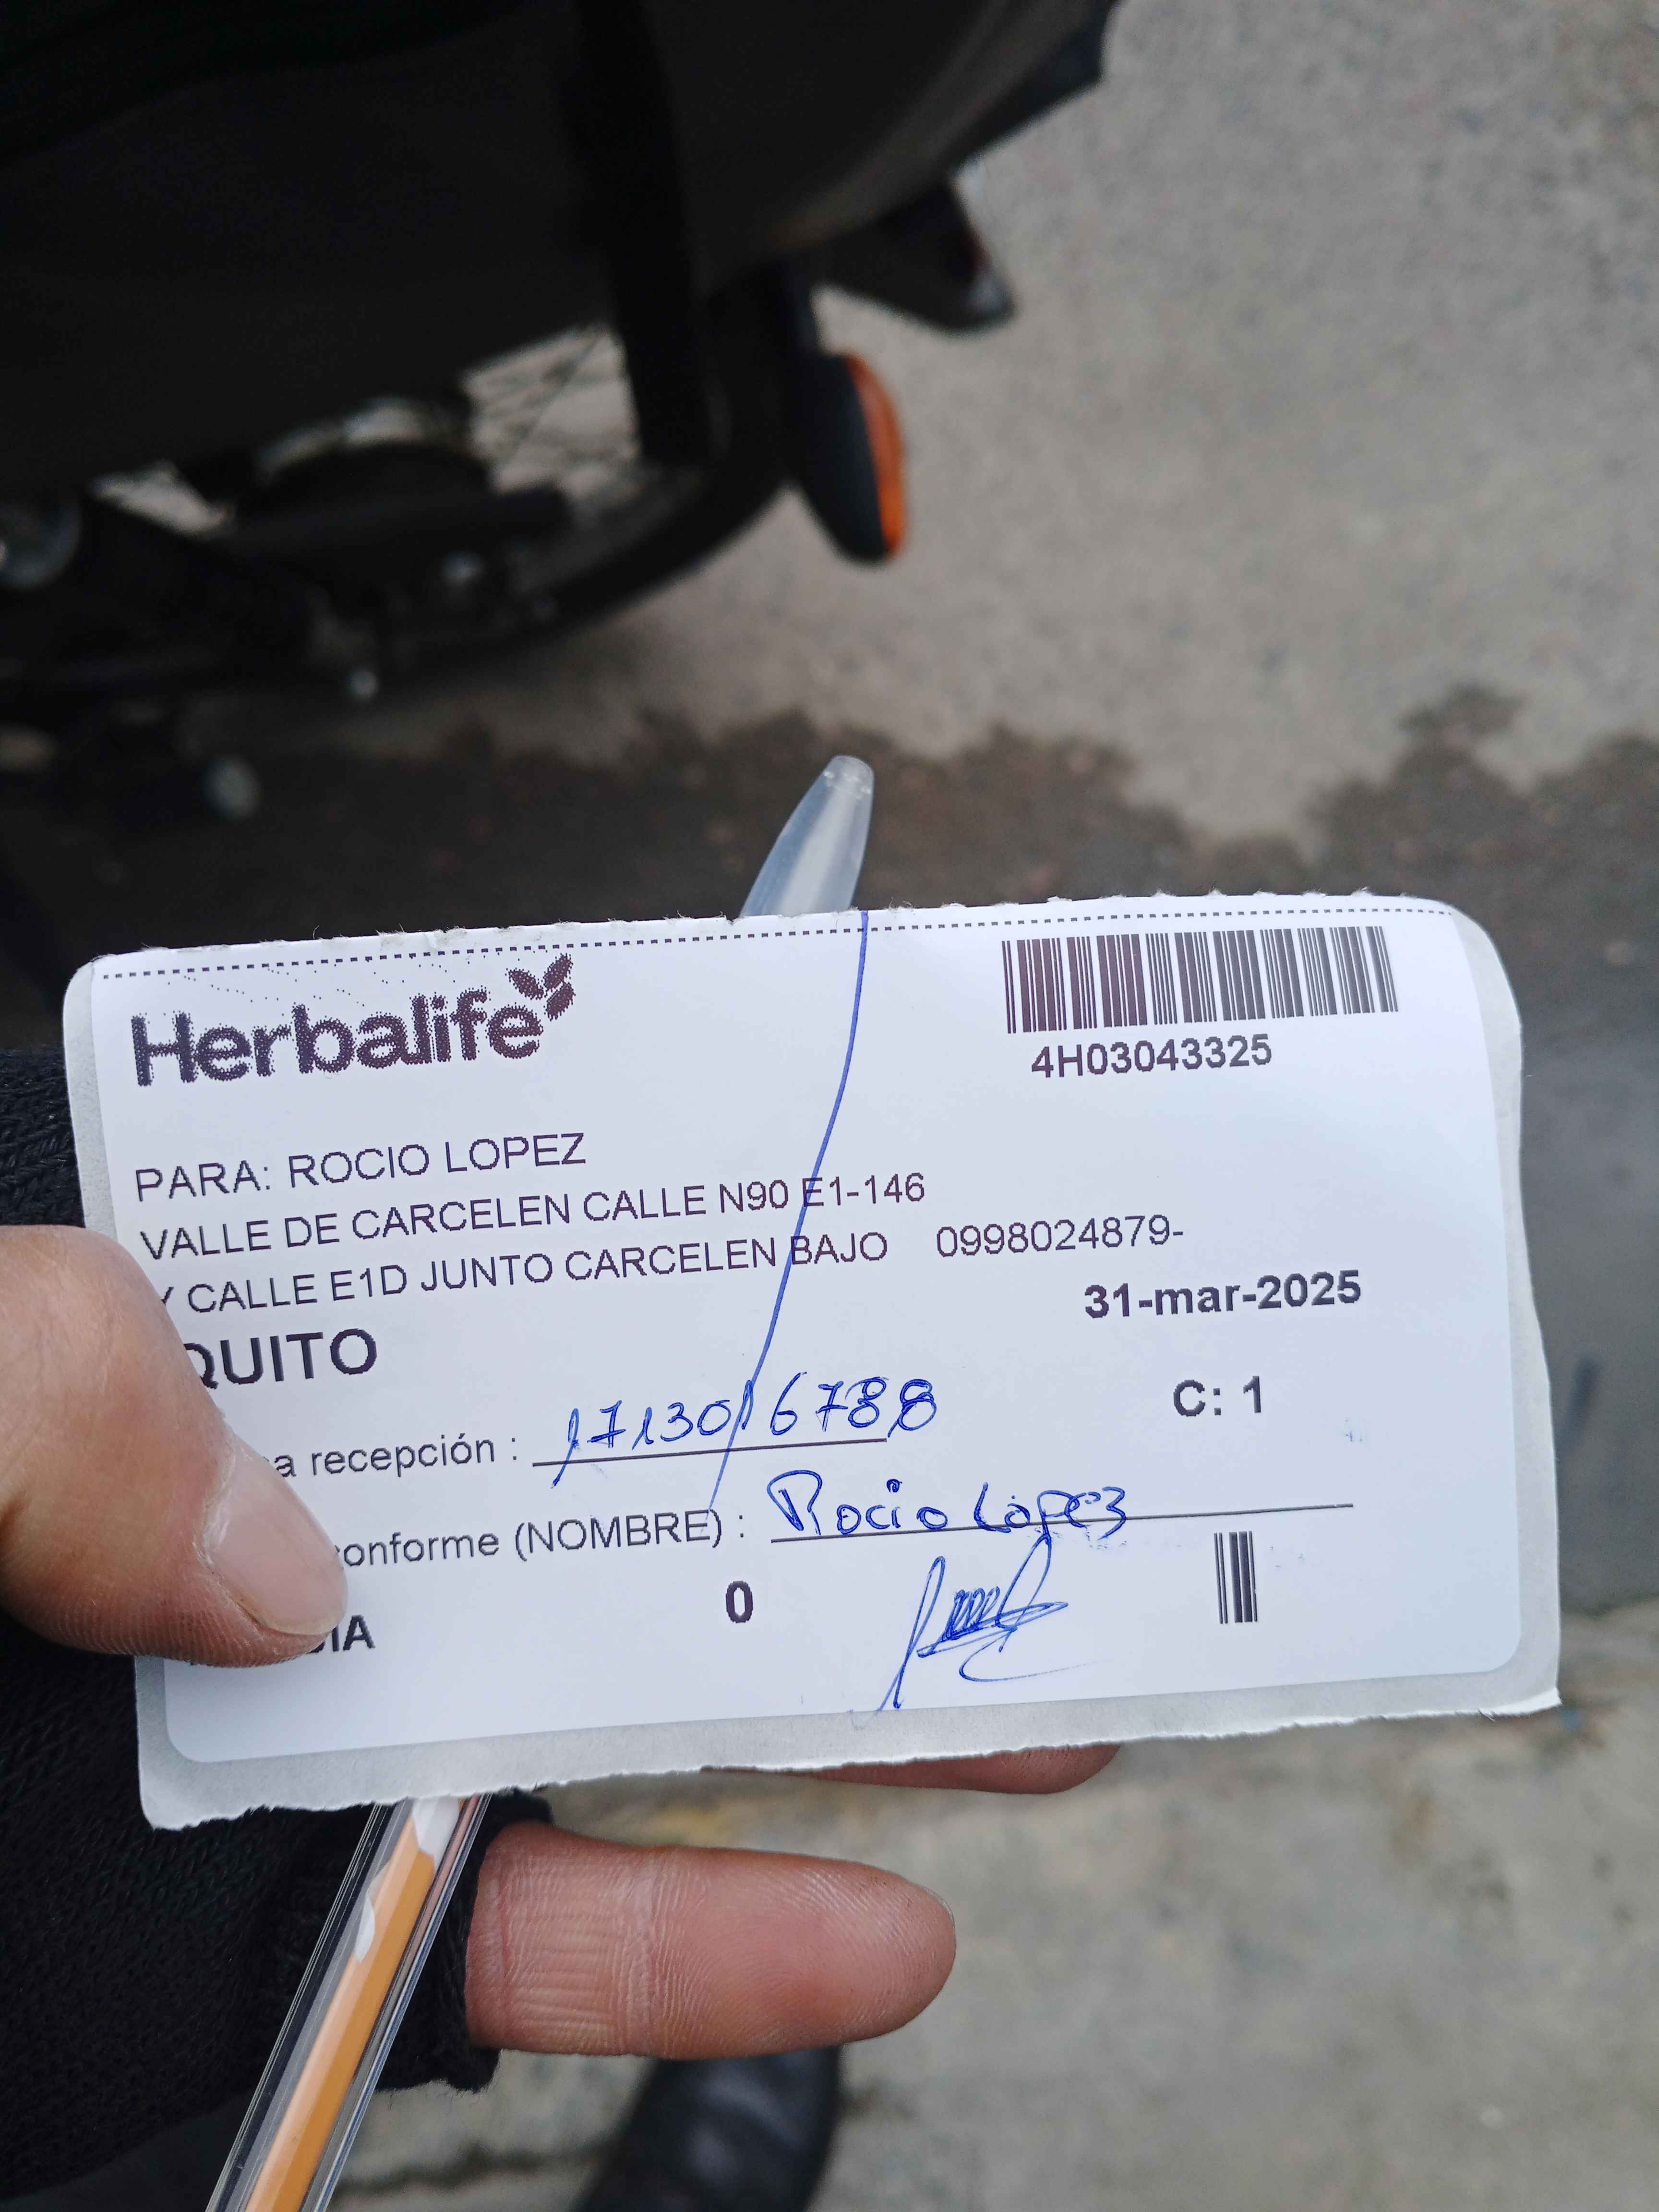 Herbalife
4H03043325
PARA: ROCIO LOPEZ
VALLE DE CARCELEN CALLE N90 E1-146
Y CALLE E1D JUNTO CARCELEN BAJO 0998024879-
31-mar-2025
QUITO
C: 1
a recepción : 1713016788
conforme (NOMBRE) : Rocio Lopez
0